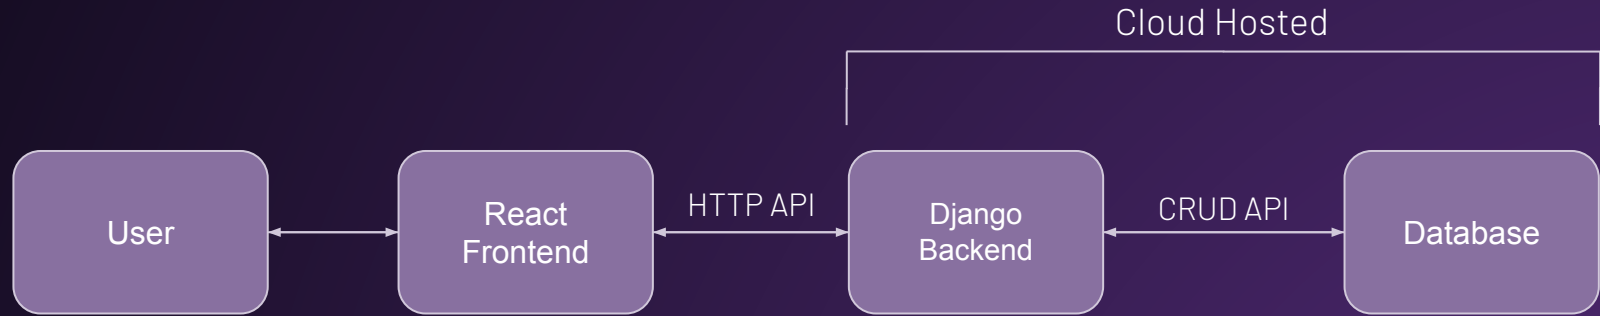 Cloud Hosted
User
React
Frontend
HTTP API
Django
Backend
CRUD API
Database